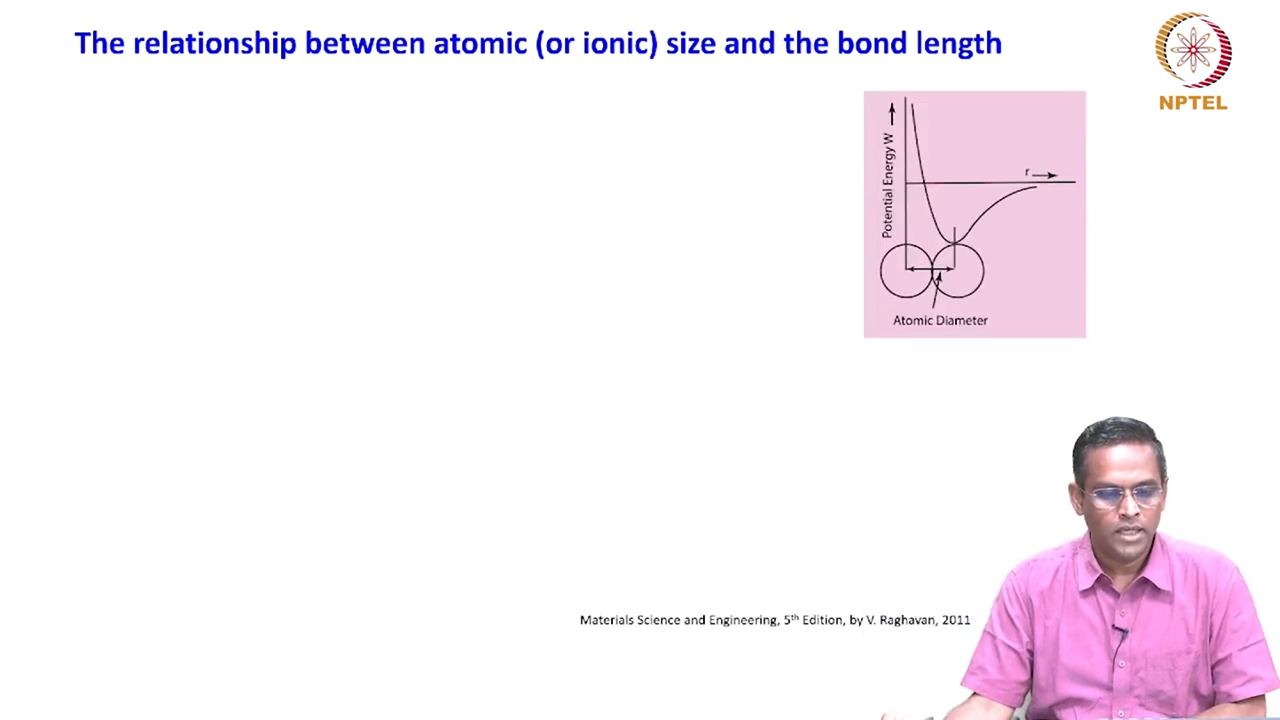 The relationship between atomic (or ionic) size and the bond length
NPTEL
Potential Energy W
r
Atomic Diameter
Materials Science and Engineering, 5th Edition, by V. Raghavan, 2011